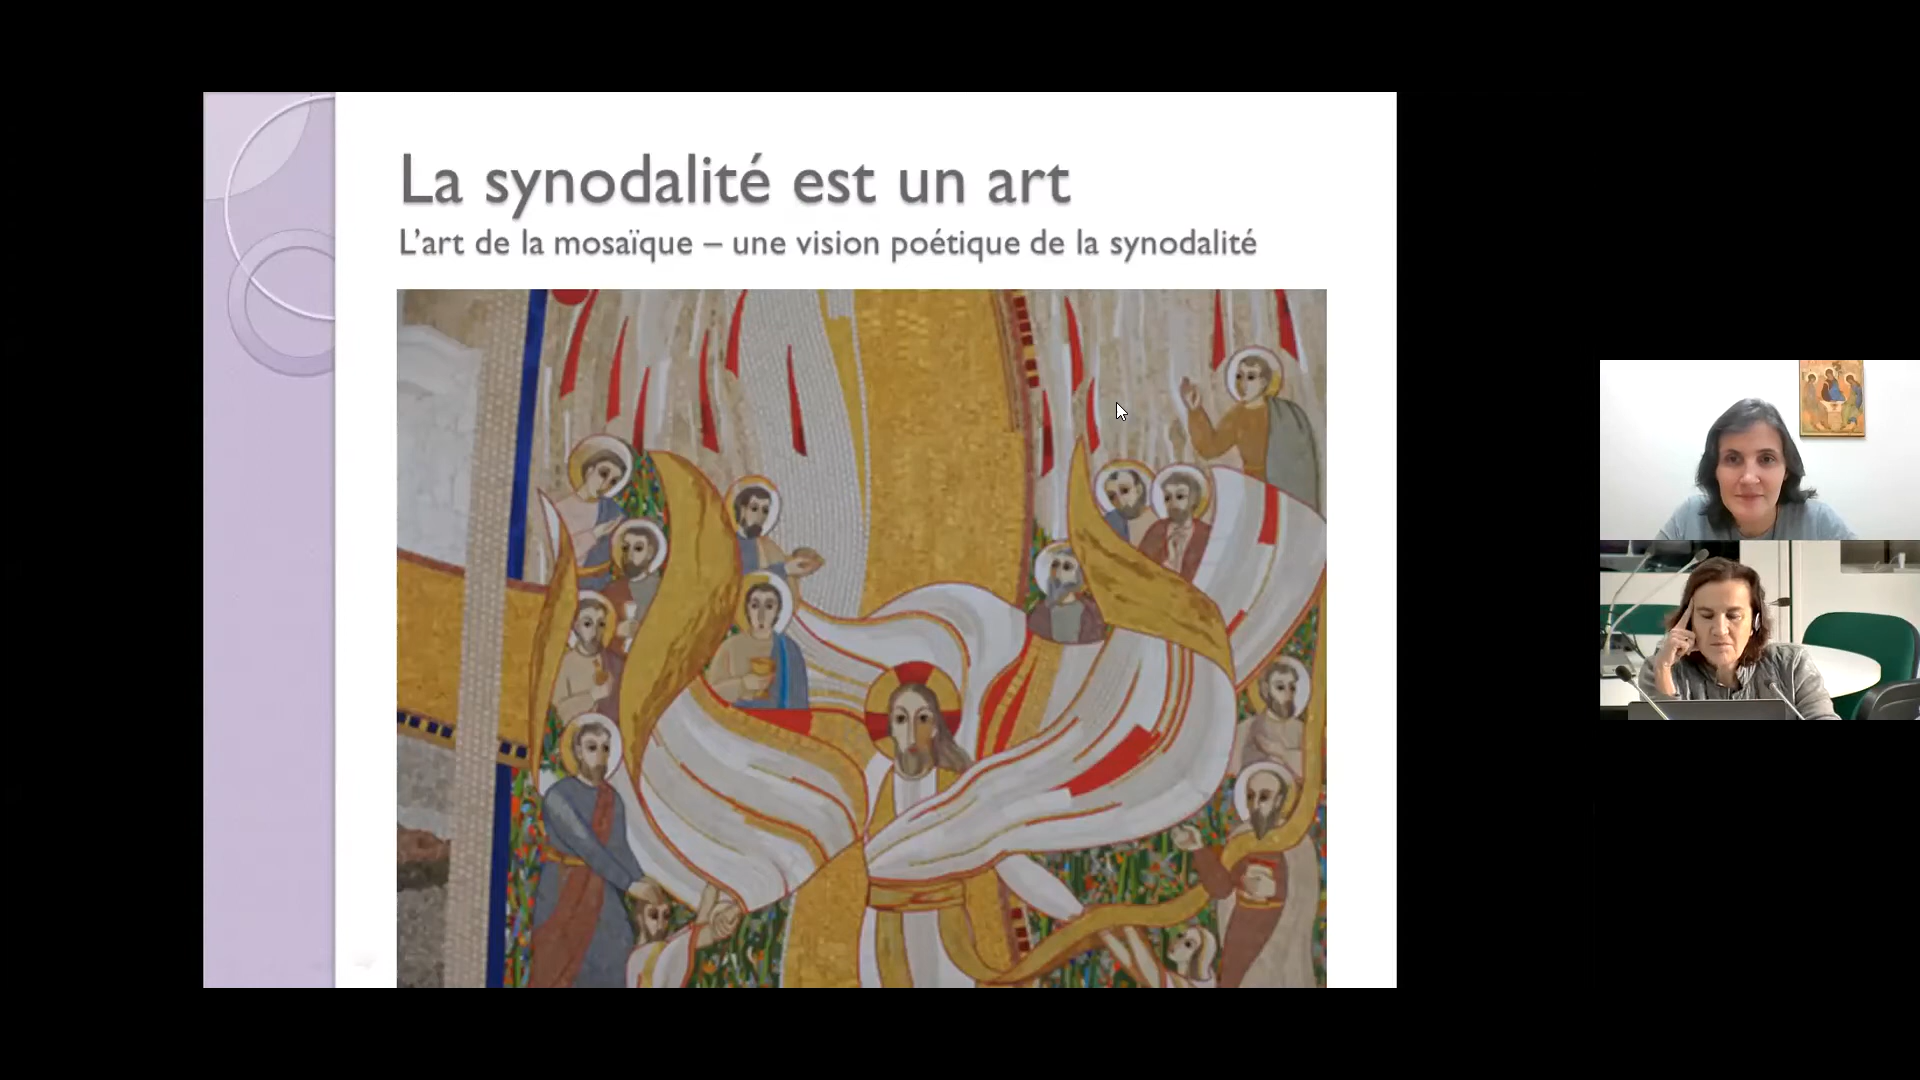 La synodalité est un art
L’art de la mosaïque – une vision poétique de la synodalité